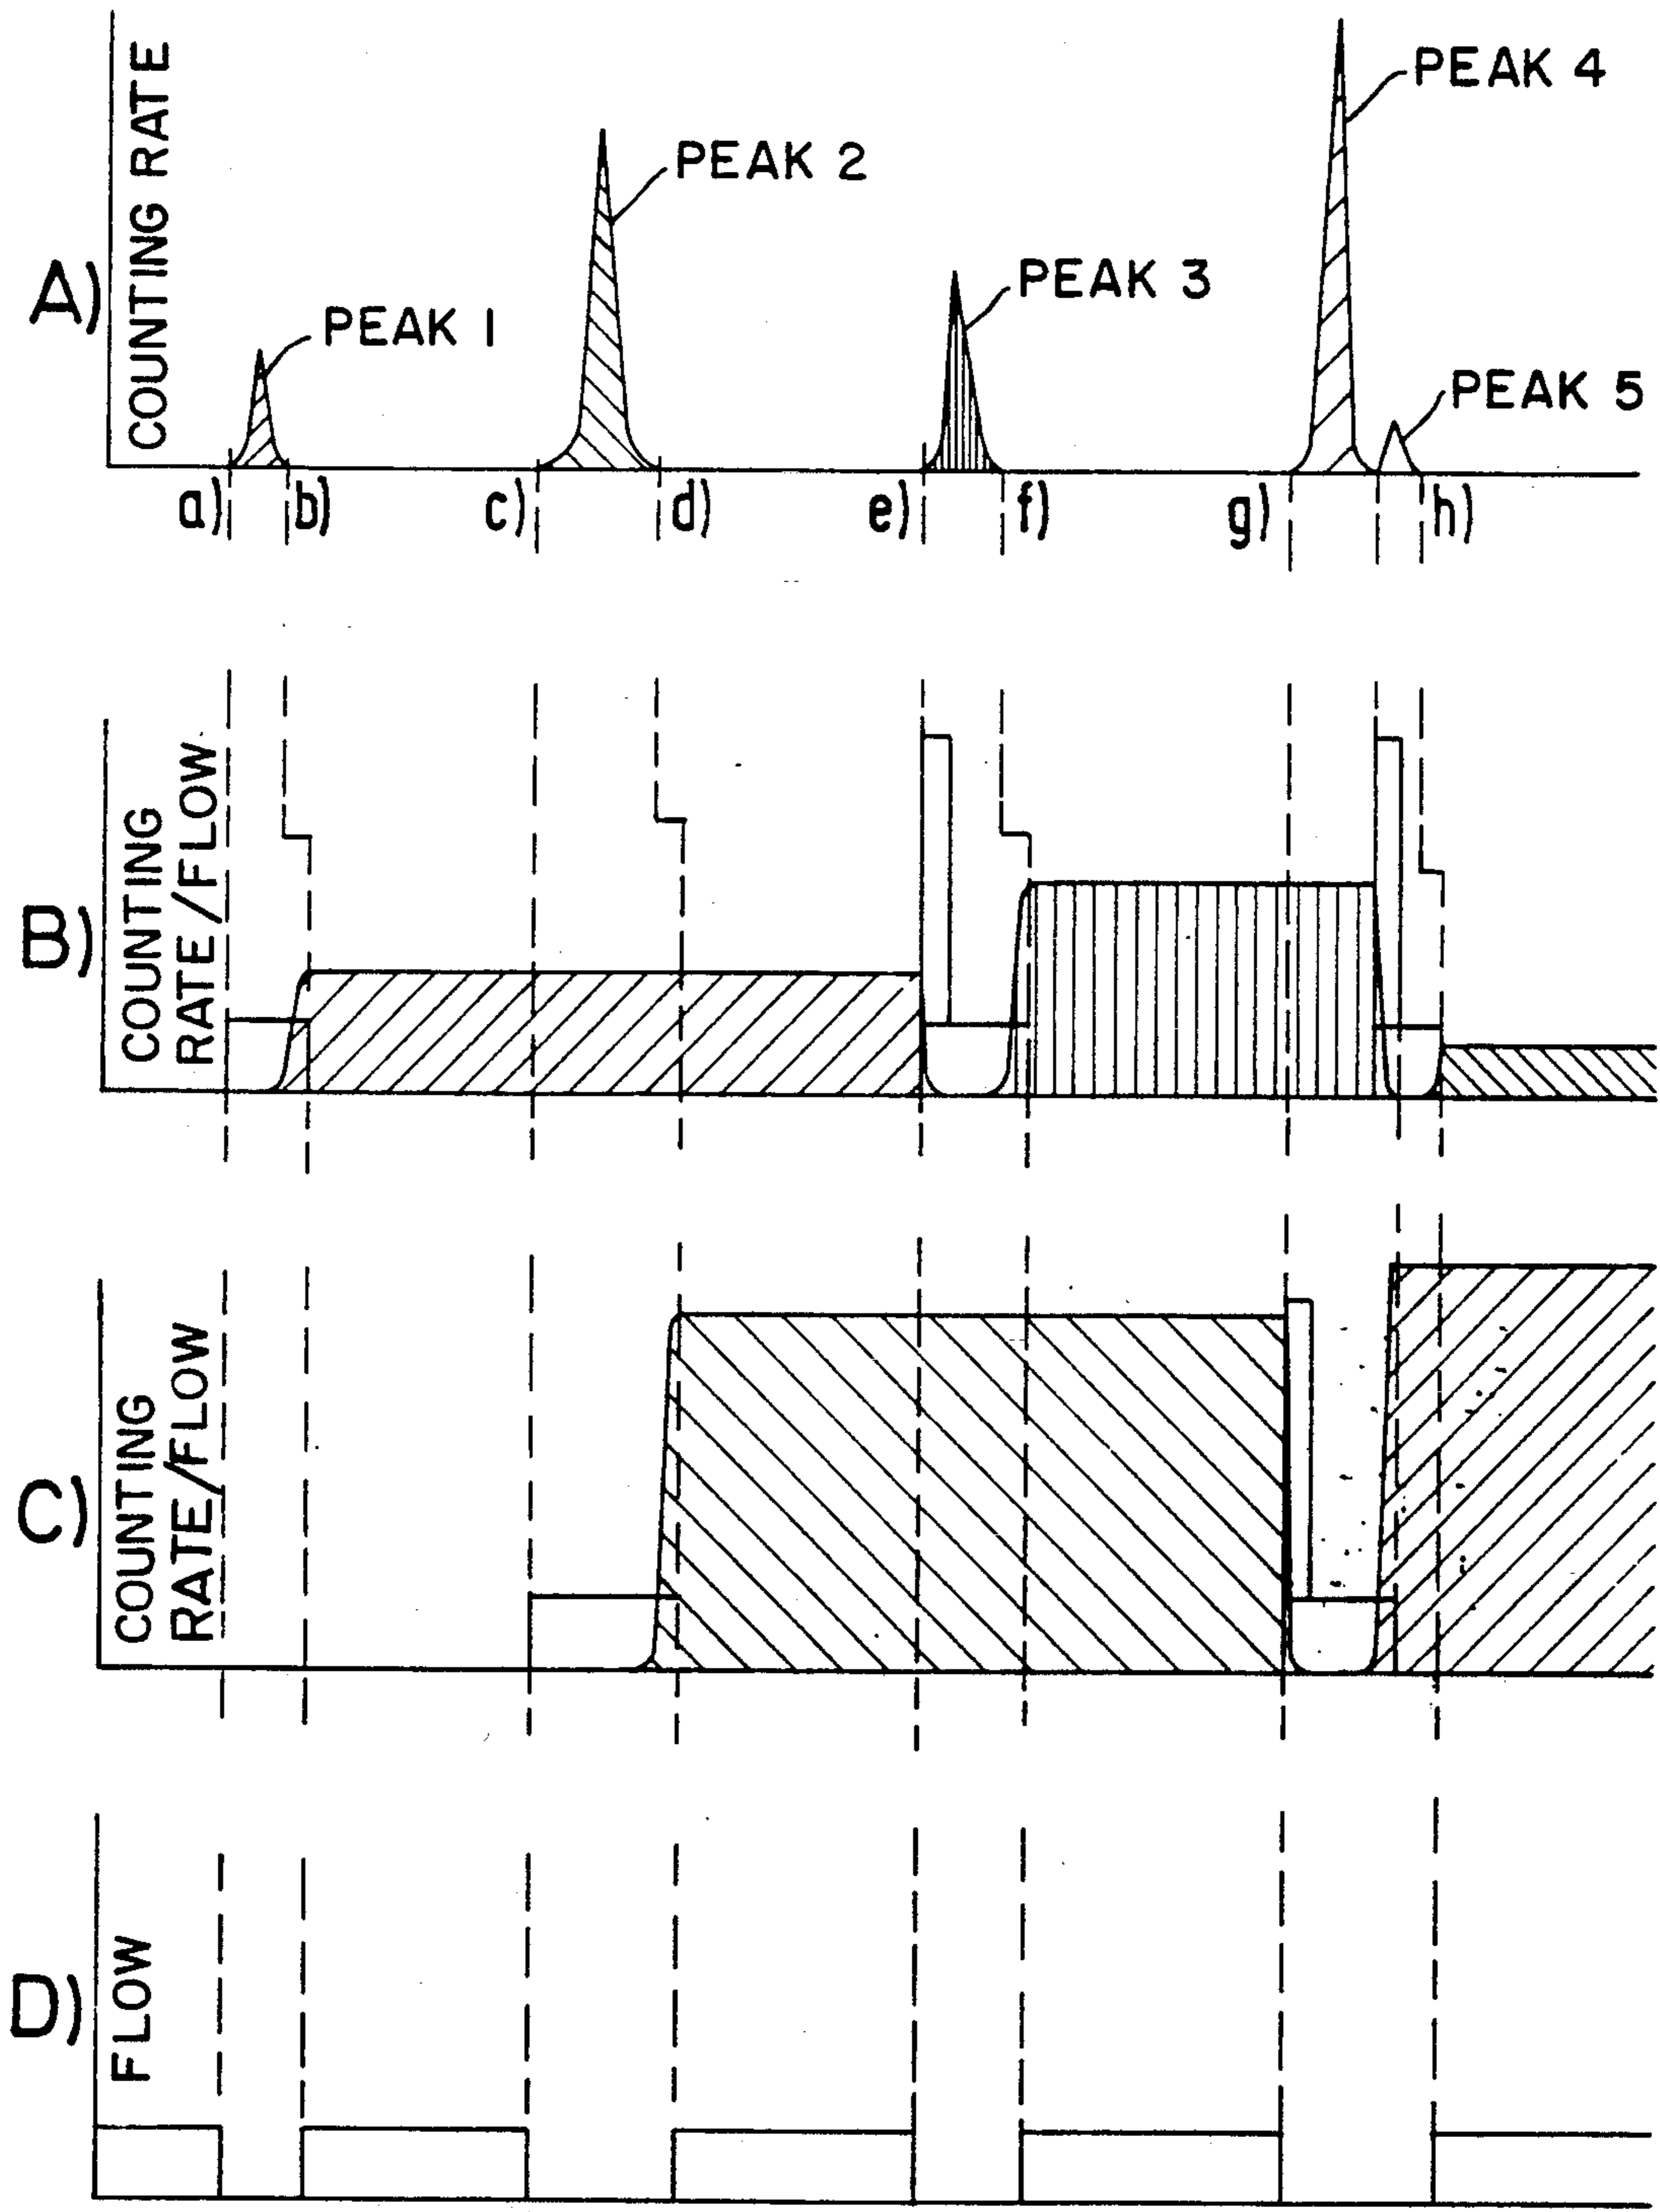 A)
COUNTING RATE
PEAK 1
PEAK 2
PEAK 3
PEAK 4
PEAK 5
a)
b)
c)
d)
e)
f)
g)
h)
B)
COUNTING
RATE/FLOW
C)
COUNTING
RATE/FLOW
D)
FLOW